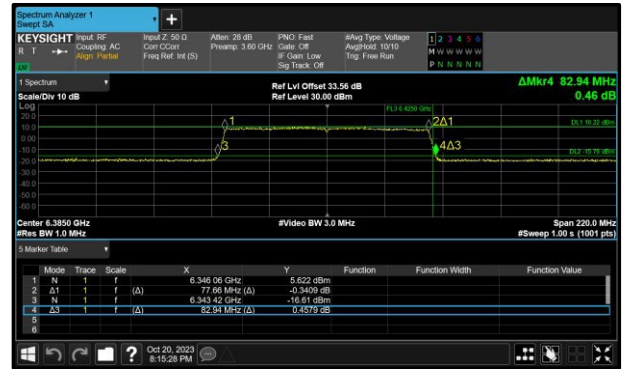 Spectrum Analyzer 1
Swept SA
+
KEYSIGHT
R T
Input: RF
Coupling: AC
Align: Partial
Input Z: 50 Ω
Corr CCorr
Freq Ref: Int (S)
Atten: 28 dB
Preamp: 3.60 GHz
PNO: Fast
Gate: Off
IF Gain: Low
Sig Track: Off
#Avg Type: Voltage
Avg|Hold: 10/10
Trig: Free Run
1 2 3 4 5 6
M W W W W W
P N N N N N
1 Spectrum
Scale/Div 10 dB
Ref Lvl Offset 33.56 dB
Ref Level 30.00 dBm
ΔMkr4 82.94 MHz
0.46 dB
Log
20.0
10.0
0.00
-10.0
-20.0
-30.0
-40.0
-50.0
-60.0
FL3 6.4250 GHz
1
2Δ1
DL1 10.22 dBm
3
4Δ3
DL2 -15.78 dBm
Center 6.3850 GHz
#Res BW 1.0 MHz
#Video BW 3.0 MHz
Span 220.0 MHz
#Sweep 1.00 s (1001 pts)
5 Marker Table
Mode Trace Scale X Y Function Function Width Function Value
1 N 1 f 6.346 06 GHz 5.622 dBm
2 Δ1 1 f (Δ) 77.66 MHz (Δ) -0.3409 dB
3 N 1 f 6.343 42 GHz -16.61 dBm
4 Δ3 1 f (Δ) 82.94 MHz (Δ) 0.4579 dB
5
6
?
Oct 20, 2023
8:15:28 PM